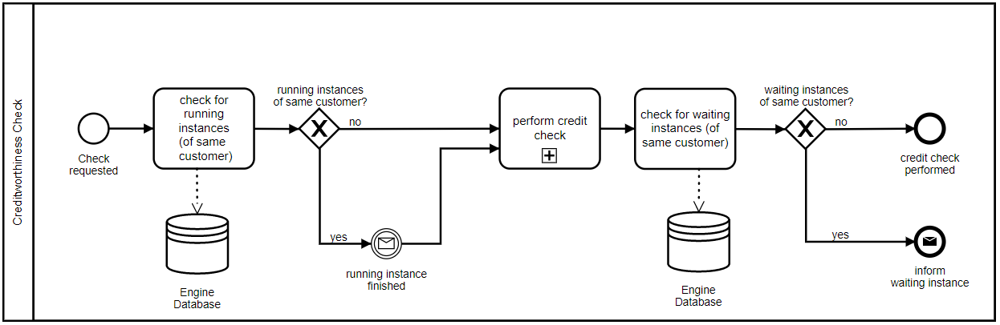 Creditworthiness Check
Check
requested
check for
running
instances
(of same
customer)
Engine
Database
running instances
of same customer?
no
yes
running instance
finished
perform credit
check
check for waiting
instances (of
same customer)
Engine
Database
waiting instances
of same customer?
no
credit check
performed
yes
inform
waiting instance